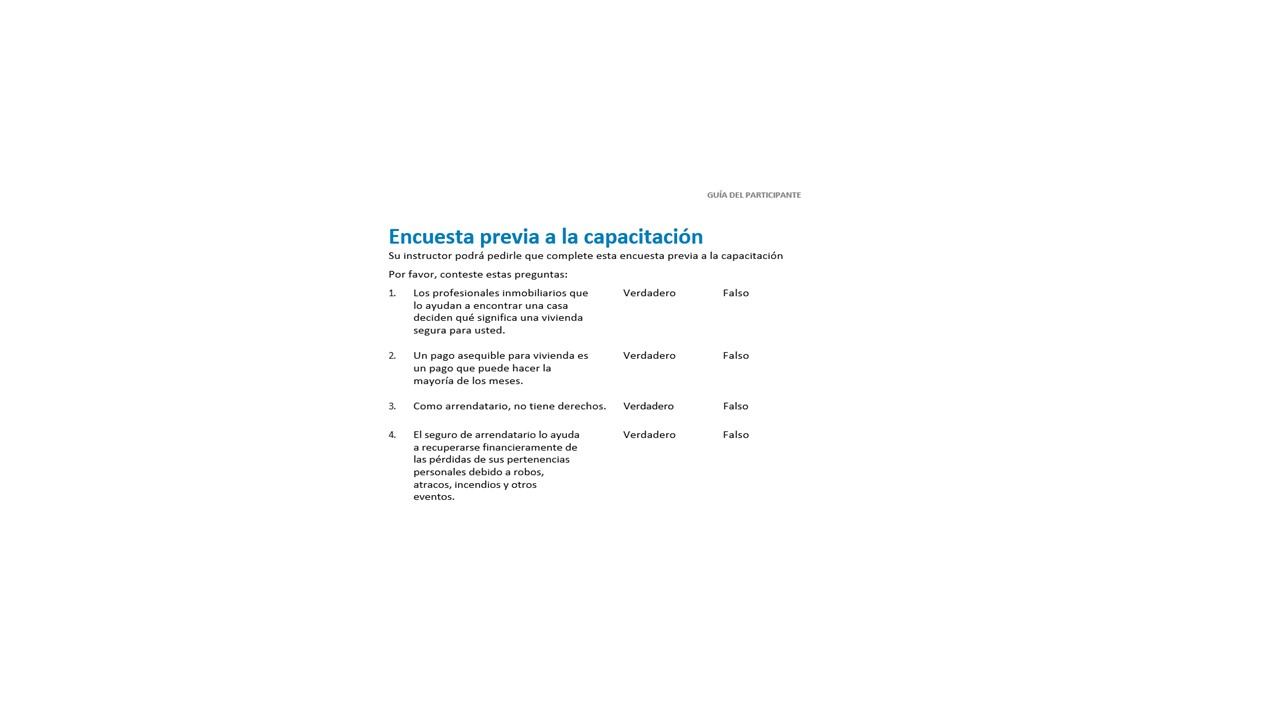 GUÍA DEL PARTICIPANTE
Encuesta previa a la capacitación
Su instructor podrá pedirle que complete esta encuesta previa a la capacitación
Por favor, conteste estas preguntas:
1. Los profesionales inmobiliarios que Verdadero Falso
lo ayudan a encontrar una casa
deciden qué significa una vivienda
segura para usted.
2. Un pago asequible para vivienda es Verdadero Falso
un pago que puede hacer la
mayoría de los meses.
3. Como arrendatario, no tiene derechos. Verdadero Falso
4. El seguro de arrendatario lo ayuda Verdadero Falso
a recuperarse financieramente de
las pérdidas de sus pertenencias
personales debido a robos,
atracos, incendios y otros
eventos.